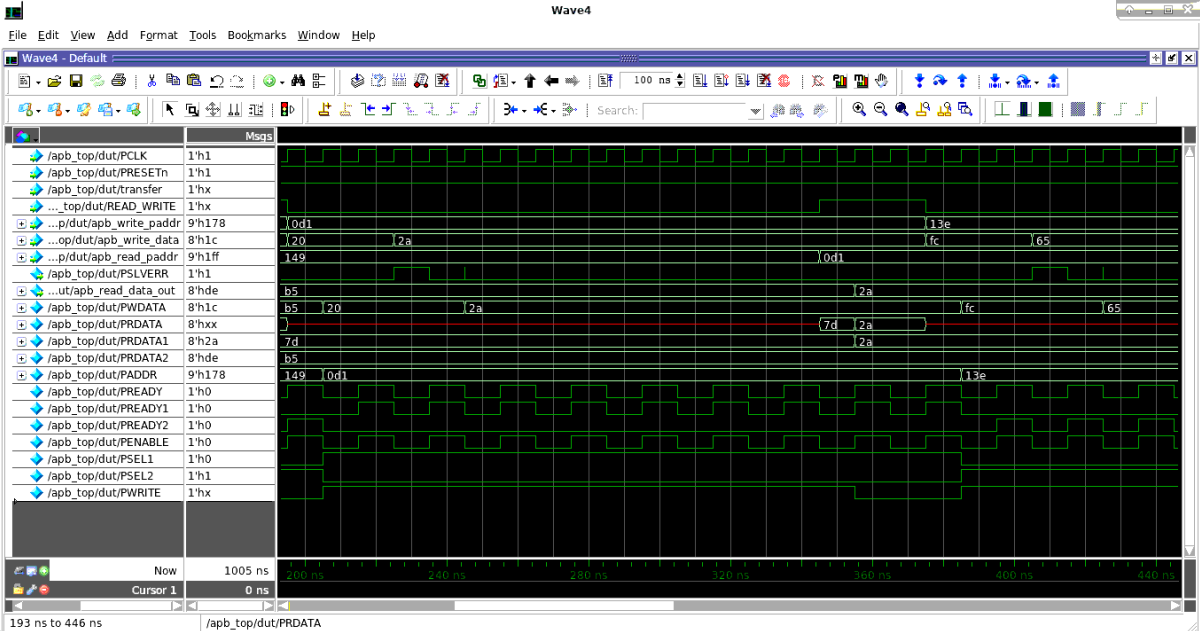 Wave4
File Edit View Add Format Tools Bookmarks Window Help
Wave4 - Default
100 ns
Search:
Msgs
/apb_top/dut/PCLK 1'h1
/apb_top/dut/PRESETn 1'h1
/apb_top/dut/transfer 1'hx
..._top/dut/READ_WRITE 1'hx
...p/dut/apb_write_paddr 9'h178 0d1 13e
...op/dut/apb_write_data 8'h1c 20 2a fc 65
...p/dut/apb_read_paddr 9'h1ff 149 0d1
/apb_top/dut/PSLVERR 1'h1
...ut/apb_read_data_out 8'hde b5 2a
/apb_top/dut/PWDATA 8'h1c b5 20 2a fc 65
/apb_top/dut/PRDATA 8'hxx 7d 2a
/apb_top/dut/PRDATA1 8'h2a 7d 2a
/apb_top/dut/PRDATA2 8'hde b5
/apb_top/dut/PADDR 9'h178 149 0d1 13e
/apb_top/dut/PREADY 1'h0
/apb_top/dut/PREADY1 1'h0
/apb_top/dut/PREADY2 1'h0
/apb_top/dut/PENABLE 1'h0
/apb_top/dut/PSEL1 1'h0
/apb_top/dut/PSEL2 1'h1
/apb_top/dut/PWRITE 1'hx
Now 1005 ns 200 ns 240 ns 280 ns 320 ns 360 ns 400 ns 440 ns
Cursor 1 0 ns
193 ns to 446 ns /apb_top/dut/PRDATA